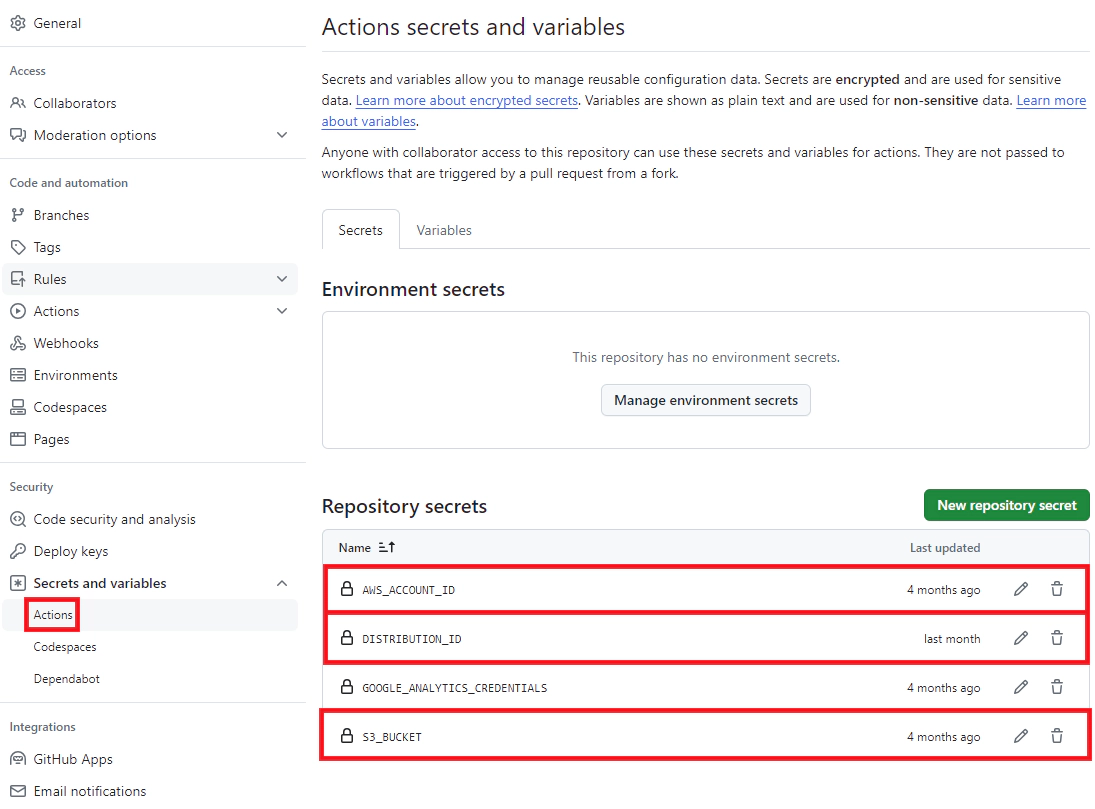 General
Access
Collaborators
Moderation options
Code and automation
Branches
Tags
Rules
Actions
Webhooks
Environments
Codespaces
Pages
Security
Code security and analysis
Deploy keys
Secrets and variables
Actions
Codespaces
Dependabot
Integrations
GitHub Apps
Email notifications
Actions secrets and variables
Secrets and variables allow you to manage reusable configuration data. Secrets are encrypted and are used for sensitive
data. Learn more about encrypted secrets. Variables are shown as plain text and are used for non-sensitive data. Learn more
about variables.
Anyone with collaborator access to this repository can use these secrets and variables for actions. They are not passed to
workflows that are triggered by a pull request from a fork.
Secrets Variables
Environment secrets
This repository has no environment secrets.
Manage environment secrets
Repository secrets New repository secret
Name Last updated
AWS_ACCOUNT_ID 4 months ago
DISTRIBUTION_ID last month
GOOGLE_ANALYTICS_CREDENTIALS 4 months ago
S3_BUCKET 4 months ago